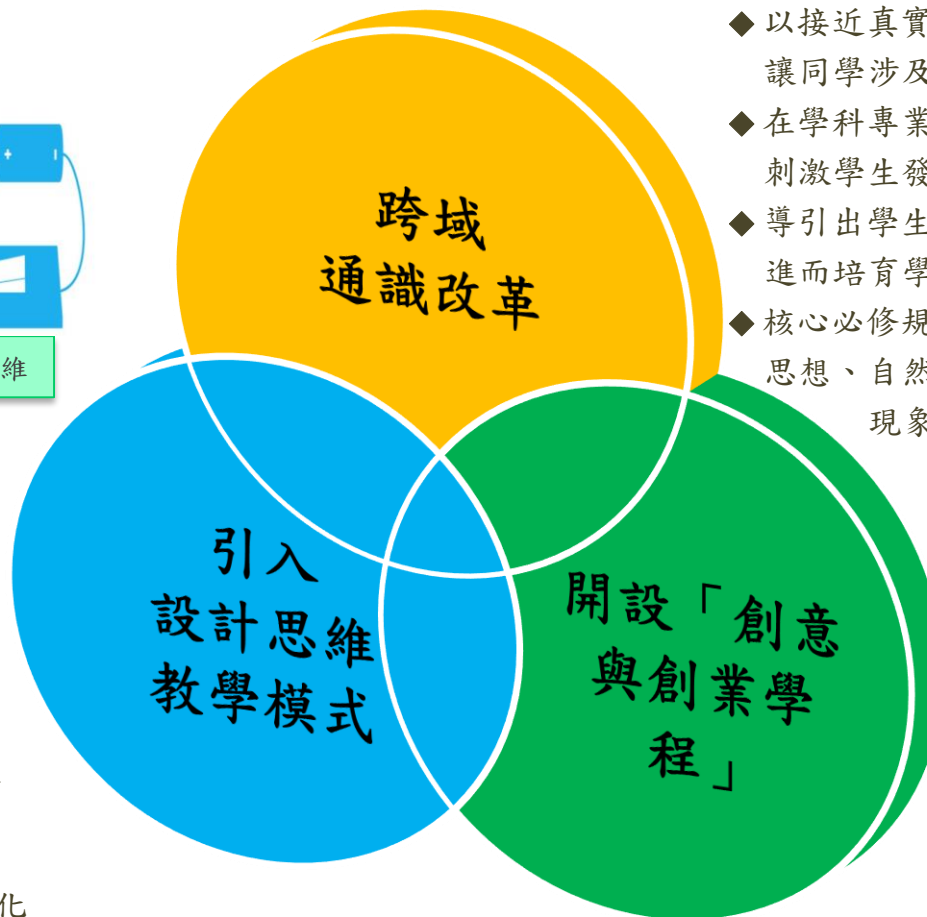 ◆ 以接近真實
讓同學涉及
◆ 在學科專業
刺激學生發
◆ 導引出學生
進而培育學
◆ 核心必修規
思想、自然
現象
維
跨域
通識改革
引入
設計思維
教學模式
開設「創意
與創業學
程」
化